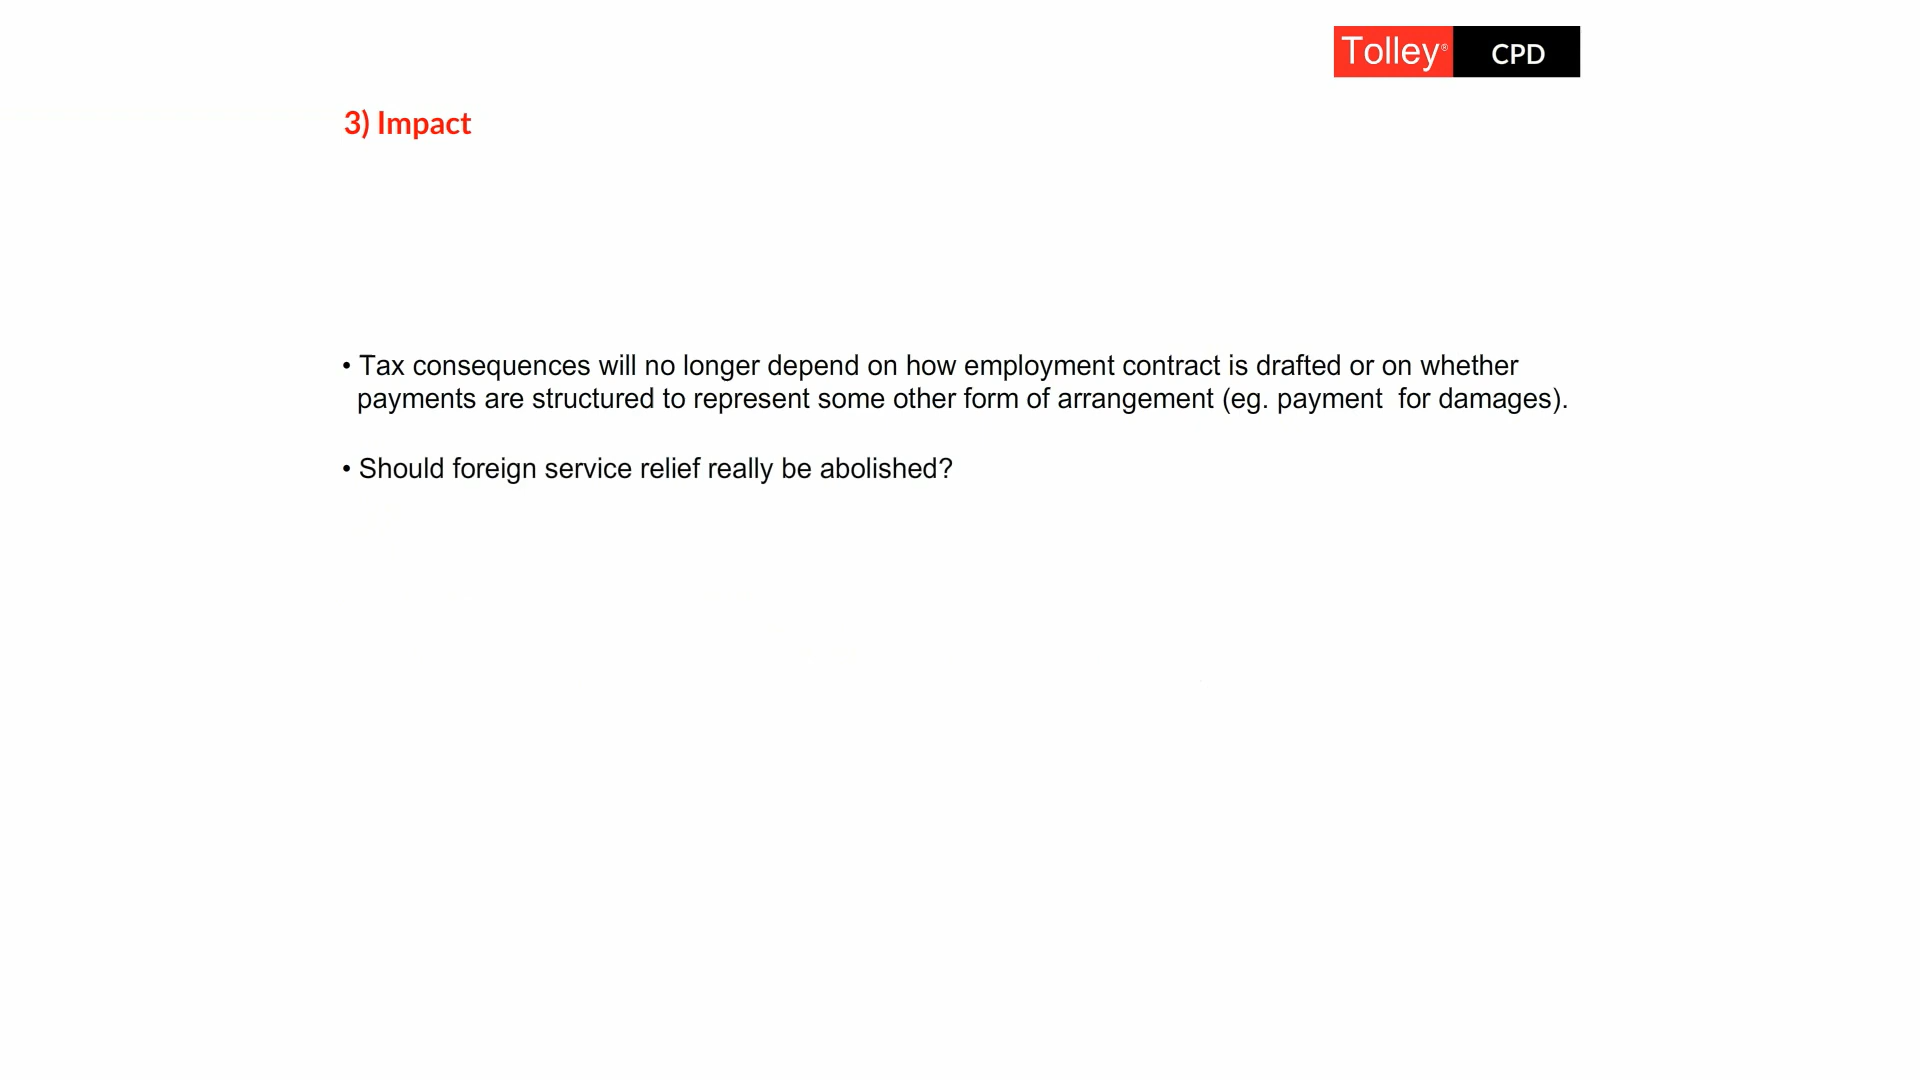 Tolley® CPD
3) Impact
• Tax consequences will no longer depend on how employment contract is drafted or on whether
payments are structured to represent some other form of arrangement (eg. payment  for damages).
• Should foreign service relief really be abolished?